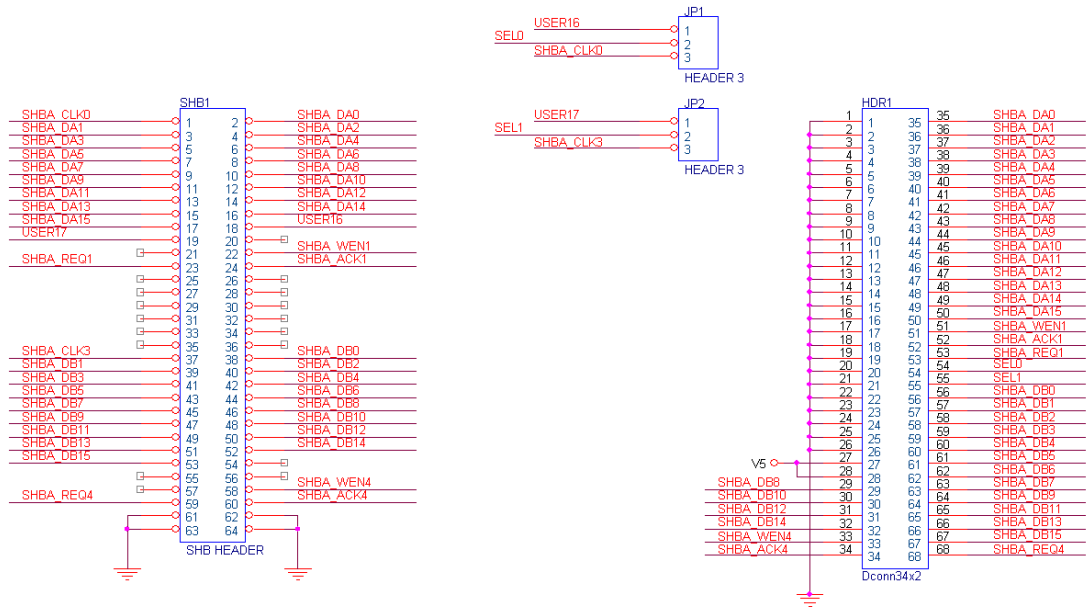 JP1
USER16
1
SEL0
2
SHBA_CLK0
3
HEADER 3
JP2
USER17
1
SEL1
2
SHBA_CLK3
3
HEADER 3
SHB1
SHBA_CLK0 1 2 SHBA_DA0
SHBA_DA1 3 4 SHBA_DA2
SHBA_DA3 5 6 SHBA_DA4
SHBA_DA5 7 8 SHBA_DA6
SHBA_DA7 9 10 SHBA_DA8
SHBA_DA9 11 12 SHBA_DA10
SHBA_DA11 13 14 SHBA_DA12
SHBA_DA13 15 16 SHBA_DA14
SHBA_DA15 17 18 USER16
USER17 19 20
21 22 SHBA_WEN1
SHBA_REQ1 23 24 SHBA_ACK1
25 26
27 28
29 30
31 32
33 34
35 36
SHBA_CLK3 37 38 SHBA_DB0
SHBA_DB1 39 40 SHBA_DB2
SHBA_DB3 41 42 SHBA_DB4
SHBA_DB5 43 44 SHBA_DB6
SHBA_DB7 45 46 SHBA_DB8
SHBA_DB9 47 48 SHBA_DB10
SHBA_DB11 49 50 SHBA_DB12
SHBA_DB13 51 52 SHBA_DB14
SHBA_DB15 53 54
55 56
57 58 SHBA_WEN4
SHBA_REQ4 59 60 SHBA_ACK4
61 62
63 64
SHB HEADER
HDR1
1 1 35 35 SHBA_DA0
2 2 36 36 SHBA_DA1
3 3 37 37 SHBA_DA2
4 4 38 38 SHBA_DA3
5 5 39 39 SHBA_DA4
6 6 40 40 SHBA_DA5
7 7 41 41 SHBA_DA6
8 8 42 42 SHBA_DA7
9 9 43 43 SHBA_DA8
10 10 44 44 SHBA_DA9
11 11 45 45 SHBA_DA10
12 12 46 46 SHBA_DA11
13 13 47 47 SHBA_DA12
14 14 48 48 SHBA_DA13
15 15 49 49 SHBA_DA14
16 16 50 50 SHBA_DA15
17 17 51 51 SHBA_WEN1
18 18 52 52 SHBA_ACK1
19 19 53 53 SHBA_REQ1
20 20 54 54 SEL0
21 21 55 55 SEL1
22 22 56 56 SHBA_DB0
23 23 57 57 SHBA_DB1
24 24 58 58 SHBA_DB2
25 25 59 59 SHBA_DB3
26 26 60 60 SHBA_DB4
V5 27 27 61 61 SHBA_DB5
28 28 62 62 SHBA_DB6
SHBA_DB8 29 29 63 63 SHBA_DB7
SHBA_DB10 30 30 64 64 SHBA_DB9
SHBA_DB12 31 31 65 65 SHBA_DB11
SHBA_DB14 32 32 66 66 SHBA_DB13
SHBA_WEN4 33 33 67 67 SHBA_DB15
SHBA_ACK4 34 34 68 68 SHBA_REQ4
Dconn34x2